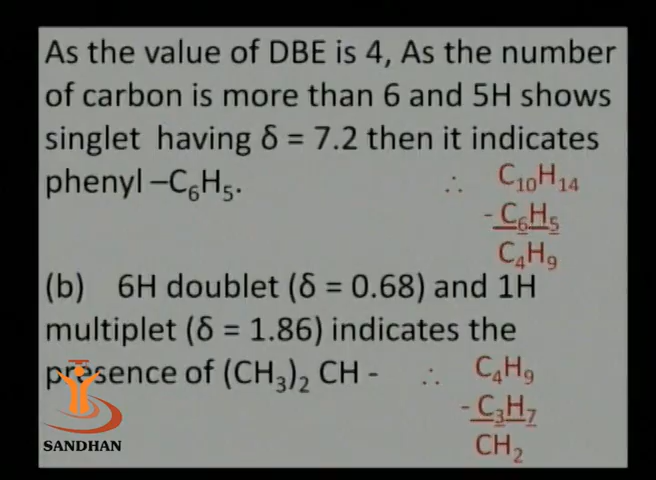 As the value of DBE is 4, As the number
of carbon is more than 6 and 5H shows
singlet having δ = 7.2 then it indicates
phenyl –C₆H₅.
∴ C₁₀H₁₄
- C₆H₅
C₄H₉
(b) 6H doublet (δ = 0.68) and 1H
multiplet (δ = 1.86) indicates the
presence of (CH₃)₂ CH -
∴ C₄H₉
- C₃H₇
CH₂
SANDHAN